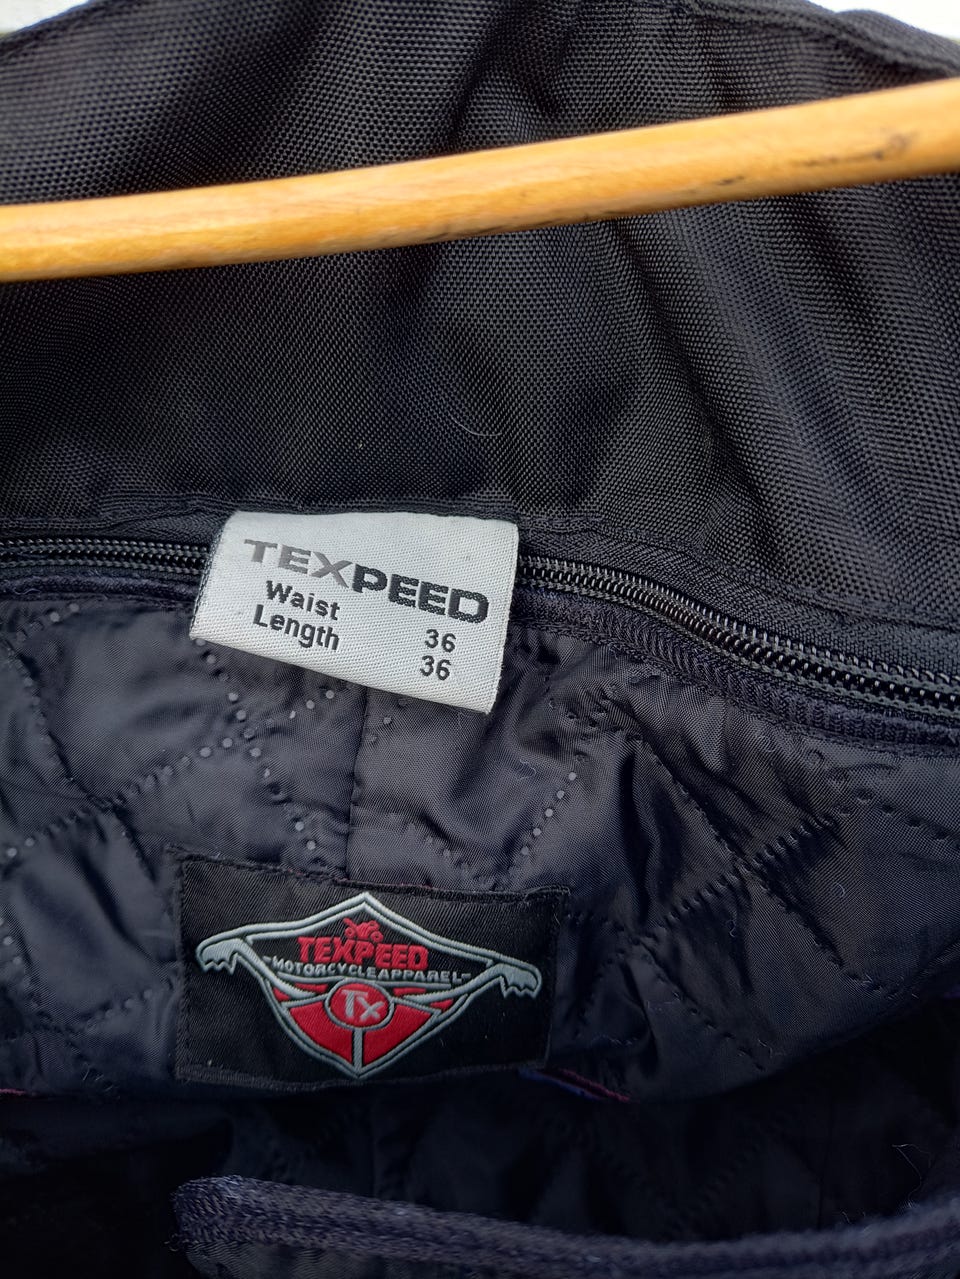 TEXPEED
Waist 36
Length 36
TEXPEED
-MOTORCYCLE APPAREL-
TX